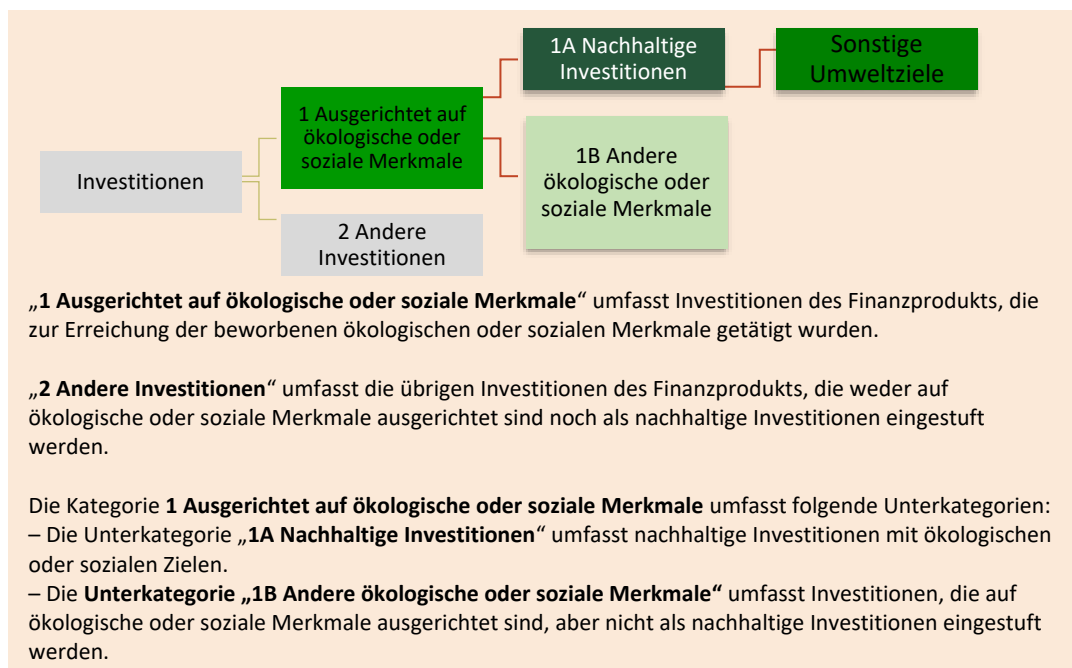 1A Nachhaltige
Investitionen
Sonstige
Umweltziele
1 Ausgerichtet auf
ökologische oder
soziale Merkmale
1B Andere
ökologische oder
soziale Merkmale
Investitionen
2 Andere
Investitionen
„1 Ausgerichtet auf ökologische oder soziale Merkmale“ umfasst Investitionen des Finanzprodukts, die
zur Erreichung der beworbenen ökologischen oder sozialen Merkmale getätigt wurden.
„2 Andere Investitionen“ umfasst die übrigen Investitionen des Finanzprodukts, die weder auf
ökologische oder soziale Merkmale ausgerichtet sind noch als nachhaltige Investitionen eingestuft
werden.
Die Kategorie 1 Ausgerichtet auf ökologische oder soziale Merkmale umfasst folgende Unterkategorien:
– Die Unterkategorie „1A Nachhaltige Investitionen“ umfasst nachhaltige Investitionen mit ökologischen
oder sozialen Zielen.
– Die Unterkategorie „1B Andere ökologische oder soziale Merkmale“ umfasst Investitionen, die auf
ökologische oder soziale Merkmale ausgerichtet sind, aber nicht als nachhaltige Investitionen eingestuft
werden.